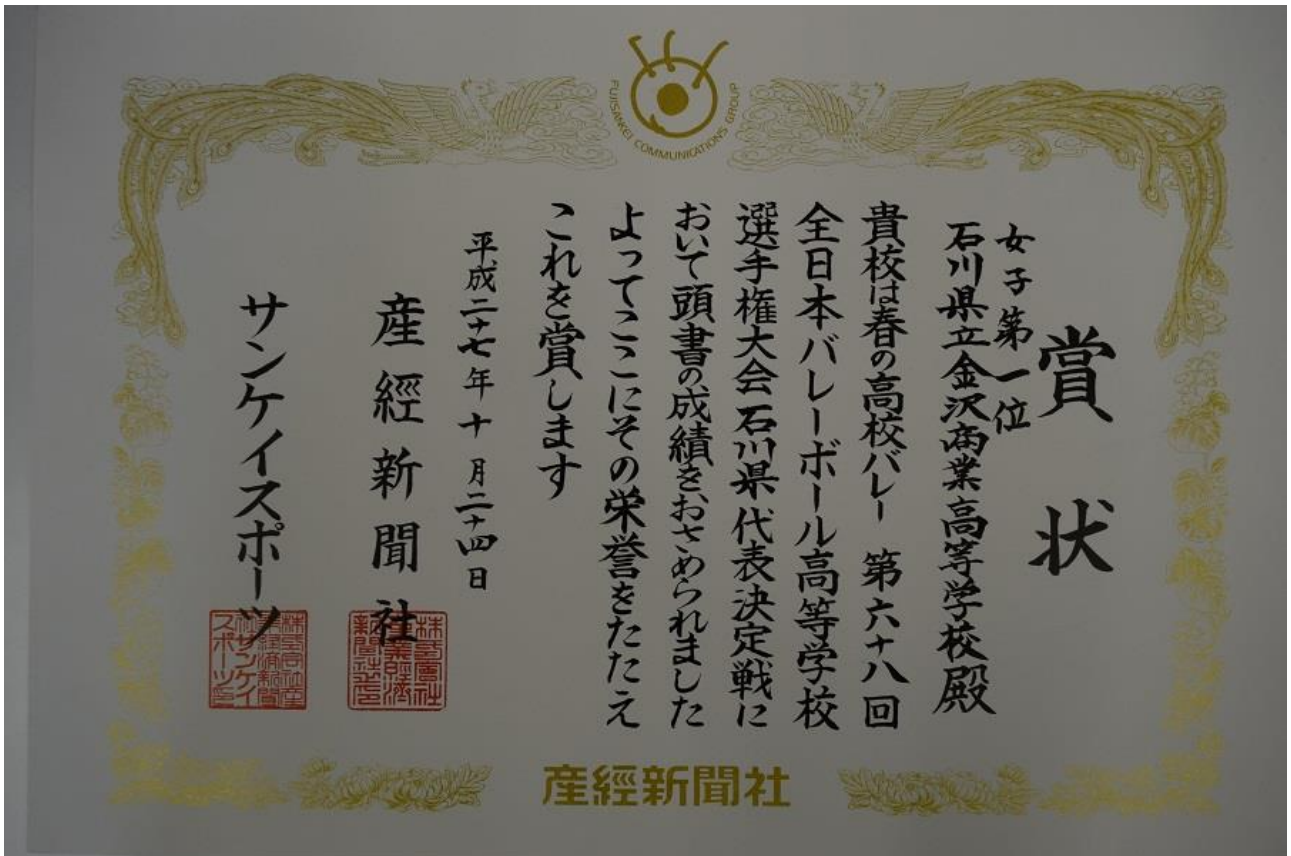 FUJISANKEI COMMUNICATIONS GROUP
賞状
女子第一位
石川県立金沢商業高等学校殿
貴校は春の高校バレー 第六十八回
全日本バレーボール高等学校
選手権大会石川県代表決定戦に
おいて頭書の成績をおさめられました
よってここにその栄誉をたたえ
これを賞します
平成二十七年十月二十四日
産經新聞社
サンケイスポーツ
産經新聞社